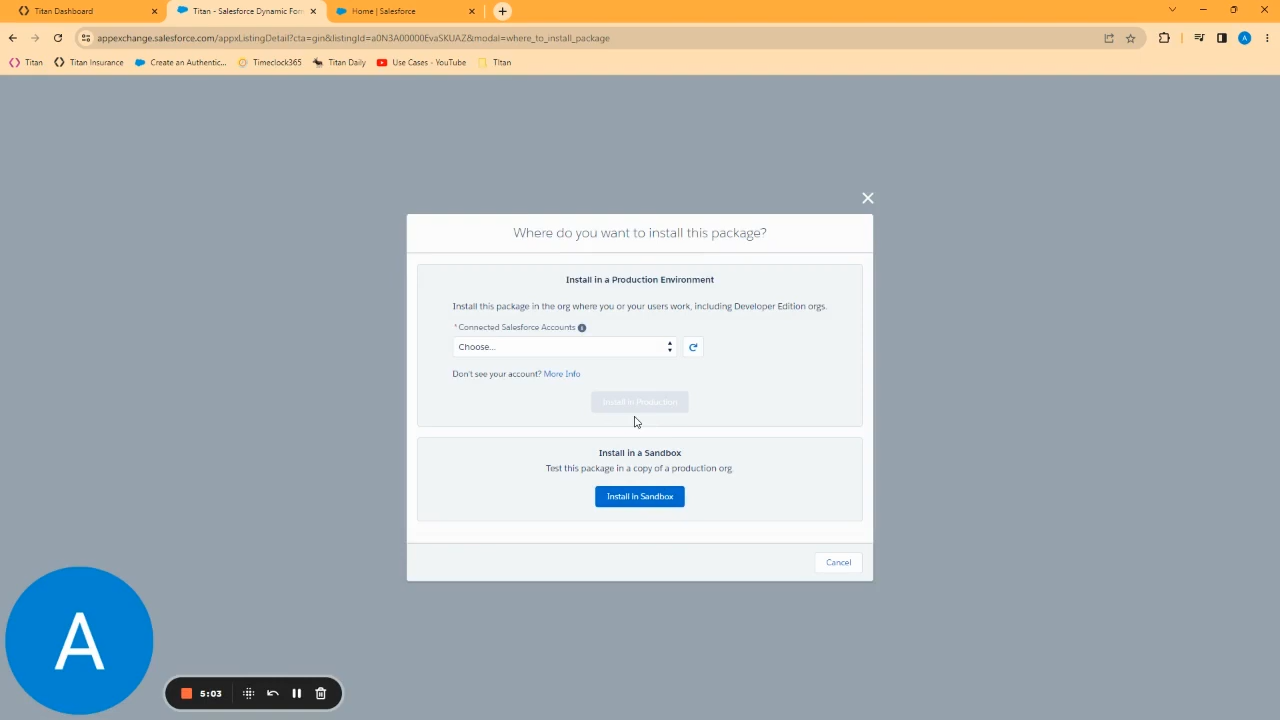 Titan Dashboard
Titan - Salesforce Dynamic For
Home | Salesforce
appexchange.salesforce.com/appxListingDetail?cta=gin&listingId=a0N3A00000EvaSKUAZ&modal=where_to_install_package
A
Titan
Titan Insurance
Create an Authentic...
Timeclock365
Titan Daily
Use Cases - YouTube
Titan
Where do you want to install this package?
Install in a Production Environment
Install this package in the org where you or your users work, including Developer Edition orgs.
* Connected Salesforce Accounts
Choose...
Don't see your account? More Info
Install in Production
Install in a Sandbox
Test this package in a copy of a production org
Install in Sandbox
Cancel
A
5:03